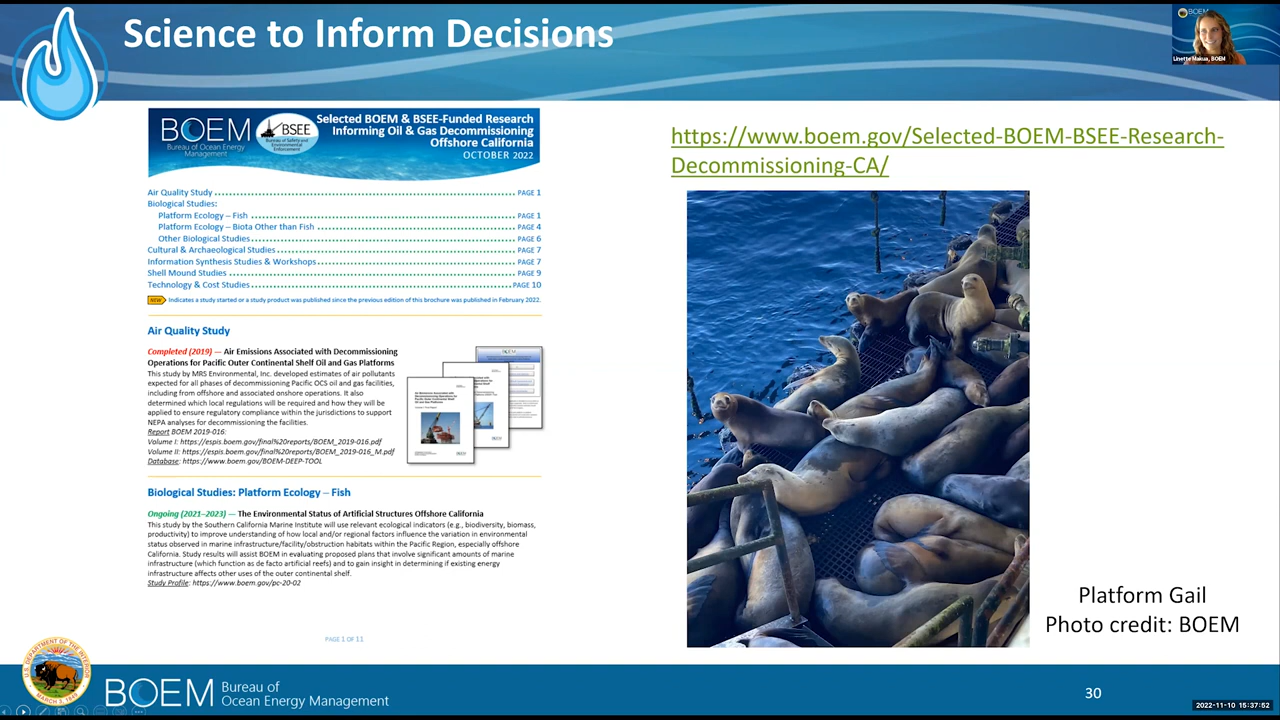 Science to Inform Decisions
BOEM
Linette Makua, BOEM
BOEM
Bureau of Ocean Energy
Management
BSEE
Bureau of Safety and
Environmental
Enforcement
Selected BOEM & BSEE-Funded Research
Informing Oil & Gas Decommissioning
Offshore California
OCTOBER 2022
Air Quality Study PAGE 1
Biological Studies:
Platform Ecology – Fish PAGE 1
Platform Ecology – Biota Other than Fish PAGE 4
Other Biological Studies PAGE 6
Cultural & Archaeological Studies PAGE 7
Information Synthesis Studies & Workshops PAGE 7
Shell Mound Studies PAGE 9
Technology & Cost Studies PAGE 10
NEW Indicates a study started or a study product was published since the previous edition of this brochure was published in February 2022.
Air Quality Study
Completed (2019) — Air Emissions Associated with Decommissioning
Operations for Pacific Outer Continental Shelf Oil and Gas Platforms
This study by MRS Environmental, Inc. developed estimates of air pollutants
expected for all phases of decommissioning Pacific OCS oil and gas facilities,
including from offshore and associated onshore operations. It also
determined which local regulations will be required and how they will be
applied to ensure regulatory compliance within the jurisdictions to support
NEPA analyses for decommissioning the facilities.
Report BOEM 2019-016:
Volume I: https://espis.boem.gov/final%20reports/BOEM_2019-016.pdf
Volume II: https://espis.boem.gov/final%20reports/BOEM_2019-016_M.pdf
Database: https://www.boem.gov/BOEM-DEEP-TOOL
Biological Studies: Platform Ecology – Fish
Ongoing (2021–2023) — The Environmental Status of Artificial Structures Offshore California
This study by the Southern California Marine Institute will use relevant ecological indicators (e.g., biodiversity, biomass,
productivity) to improve understanding of how local and/or regional factors influence the variation in environmental
status observed in marine infrastructure/facility/obstruction habitats within the Pacific Region, especially offshore
California. Study results will assist BOEM in evaluating proposed plans that involve significant amounts of marine
infrastructure (which function as de facto artificial reefs) and to gain insight in determining if existing energy
infrastructure affects other uses of the outer continental shelf.
Study Profile: https://www.boem.gov/pc-20-02
PAGE 1 OF 11
https://www.boem.gov/Selected-BOEM-BSEE-Research-
Decommissioning-CA/
Platform Gail
Photo credit: BOEM
U.S. DEPARTMENT OF THE INTERIOR
MARCH 3, 1849
BOEM
Bureau of
Ocean Energy Management
30
2022-11-10 15:37:52